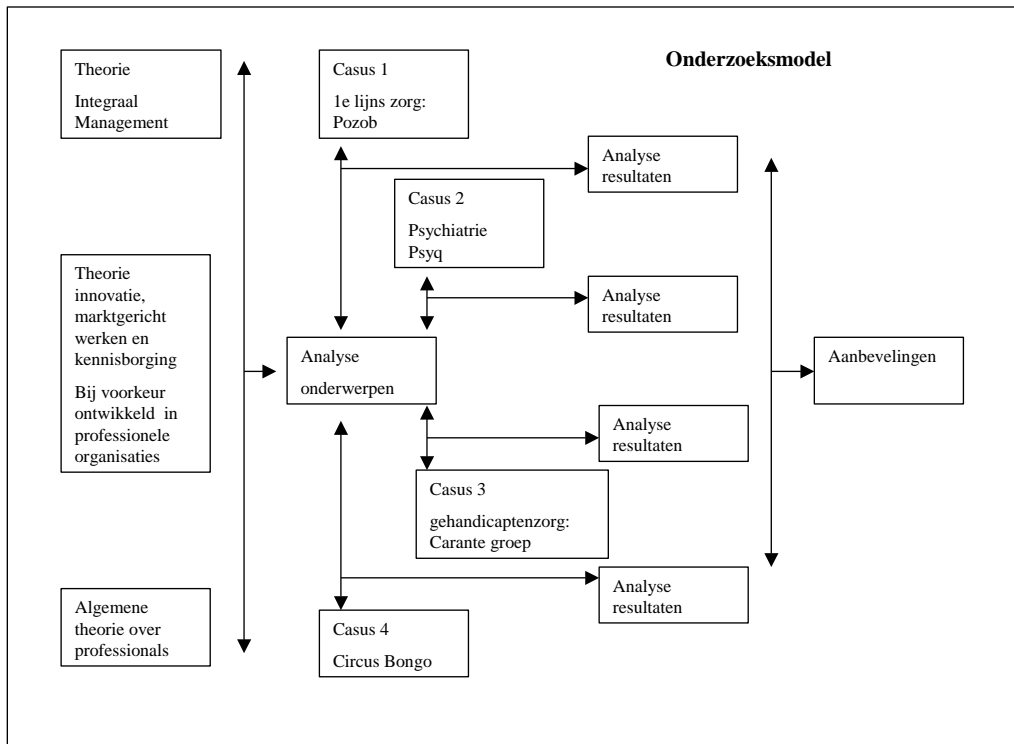 Onderzoeksmodel
Theorie
Integraal
Management
Theorie
innovatie,
marktgericht
werken en
kennisborging
Bij voorkeur
ontwikkeld in
professionele
organisaties
Algemene
theorie over
professionals
Casus 1
1e lijns zorg:
Pozob
Casus 2
Psychiatrie
Psyq
Analyse
onderwerpen
Casus 3
gehandicaptenzorg:
Carante groep
Casus 4
Circus Bongo
Analyse
resultaten
Analyse
resultaten
Analyse
resultaten
Analyse
resultaten
Aanbevelingen